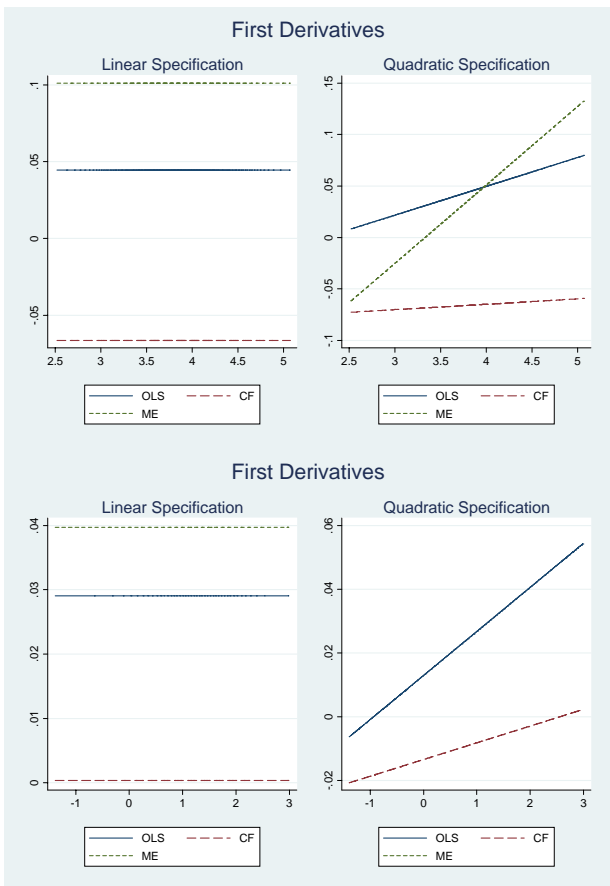 First Derivatives
Linear Specification
.1
.05
0
-.05
2.5 3 3.5 4 4.5 5
OLS CF
ME
Quadratic Specification
.15
.1
.05
0
-.05
-.1
2.5 3 3.5 4 4.5 5
OLS CF
ME
First Derivatives
Linear Specification
.04
.03
.02
.01
0
-1 0 1 2 3
OLS CF
ME
Quadratic Specification
.06
.04
.02
0
-.02
-1 0 1 2 3
OLS CF
ME